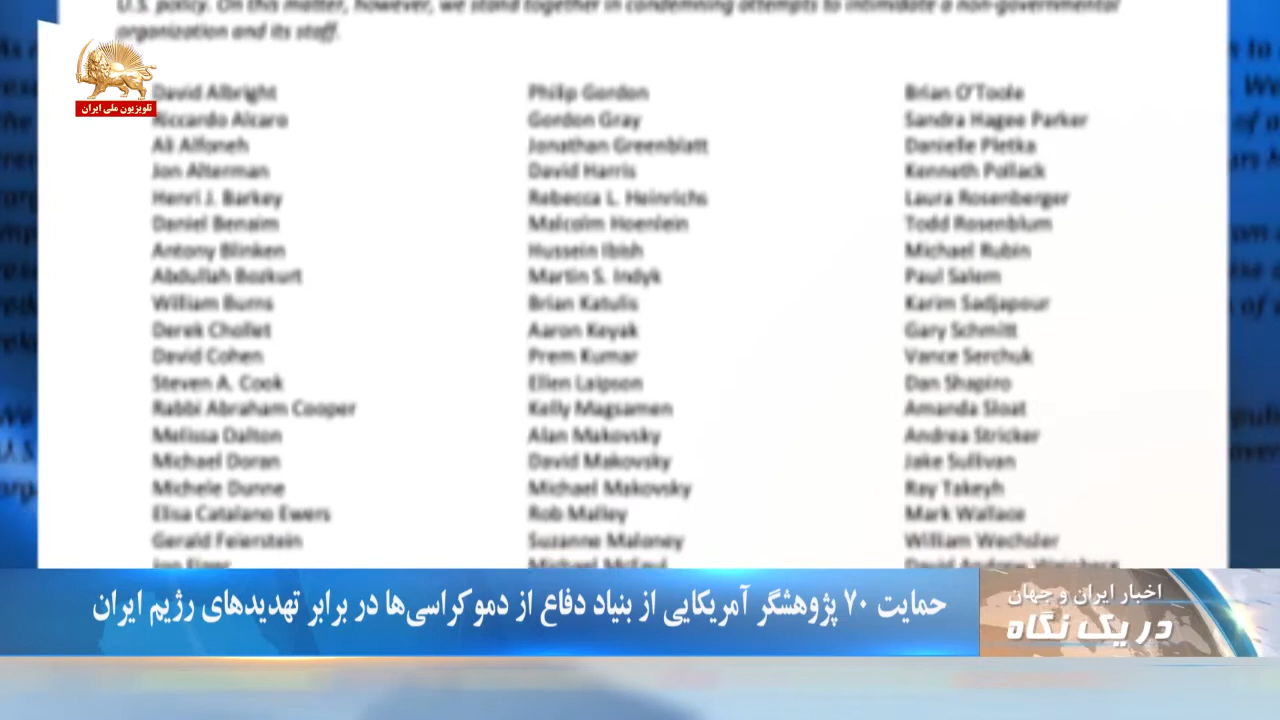 U.S. policy. On this matter, however, we stand together in condemning attempts to intimidate a non-governmental
organization and its staff.
تلویزیون ملی ایران
David Albright
Riccardo Alcaro
Ali Alfoneh
Jon Alterman
Henri J. Barkey
Daniel Benaim
Antony Blinken
Abdullah Bozkurt
William Burns
Derek Chollet
David Cohen
Steven A. Cook
Rabbi Abraham Cooper
Melissa Dalton
Michael Doran
Michele Dunne
Elisa Catalano Ewers
Gerald Feierstein
Philip Gordon
Gordon Gray
Jonathan Greenblatt
David Harris
Rebecca L. Heinrichs
Malcolm Hoenlein
Hussein Ibish
Martin S. Indyk
Brian Katulis
Aaron Keyak
Prem Kumar
Ellen Laipson
Kelly Magsamen
Alan Makovsky
David Makovsky
Michael Makovsky
Rob Malley
Suzanne Maloney
Michael McFaul
Brian O'Toole
Sandra Hagee Parker
Danielle Pletka
Kenneth Pollack
Laura Rosenberger
Todd Rosenblum
Michael Rubin
Paul Salem
Karim Sadjapour
Gary Schmitt
Vance Serchuk
Dan Shapiro
Amanda Sloat
Andrea Stricker
Jake Sullivan
Ray Takeyh
Mark Wallace
William Wechsler
اخبار ایران و جهان
در یک نگاه
حمایت ۷۰ پژوهشگر آمریکایی از بنیاد دفاع از دموکراسی‌ها در برابر تهدیدهای رژیم ایران